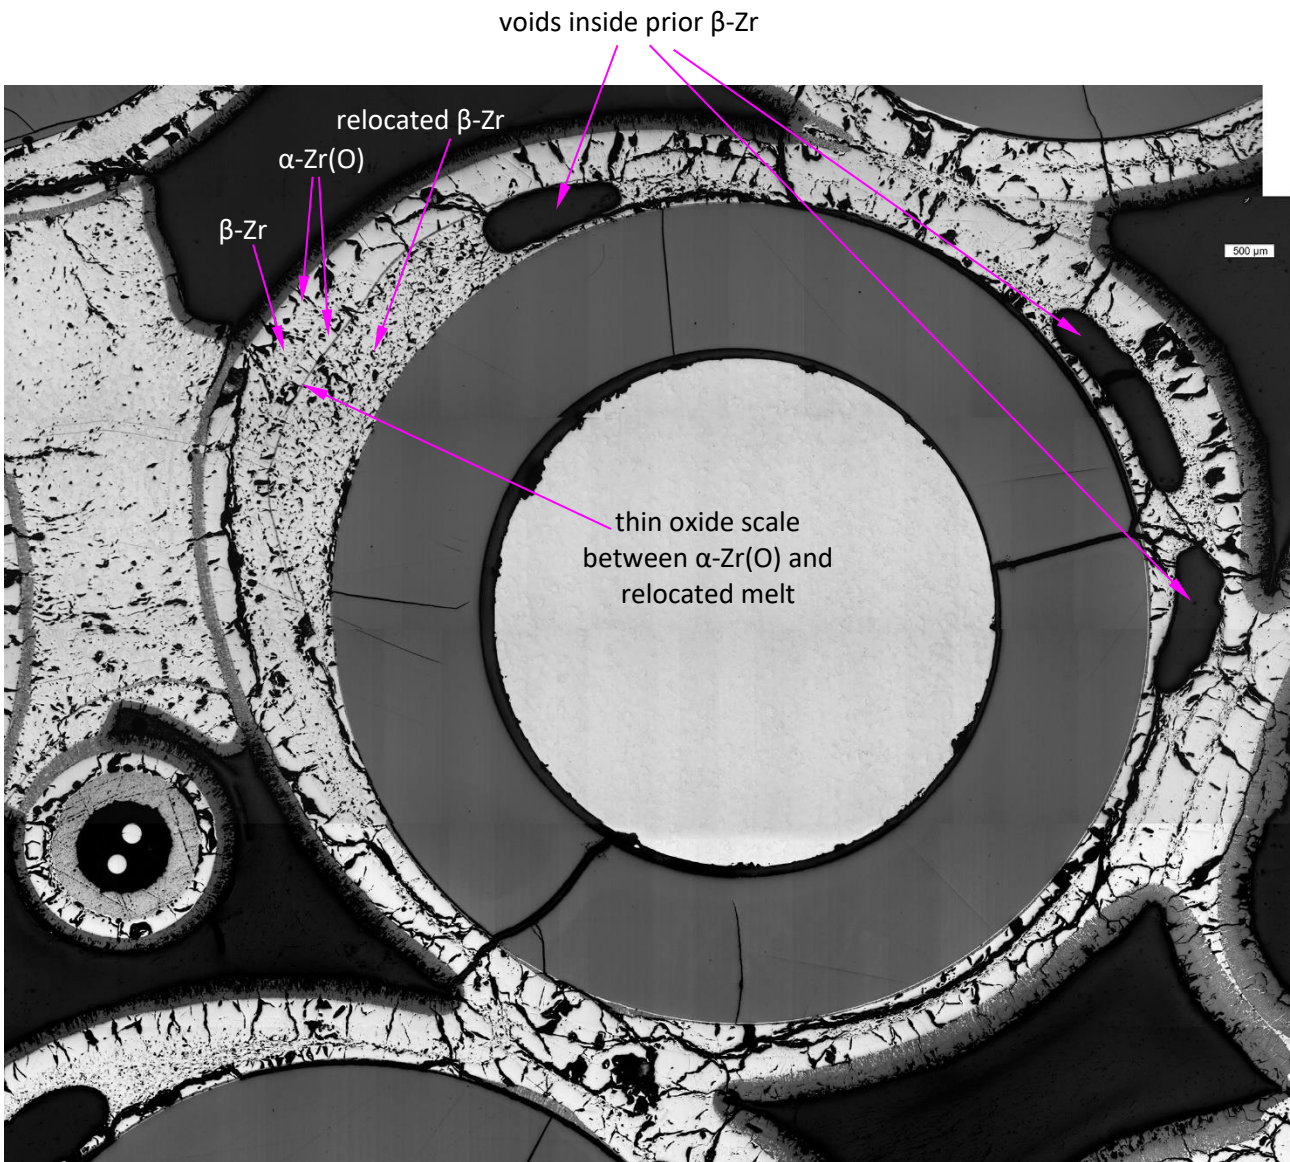 voids inside prior β-Zr
relocated β-Zr
α-Zr(O)
β-Zr
500 µm
thin oxide scale
between α-Zr(O) and
relocated melt